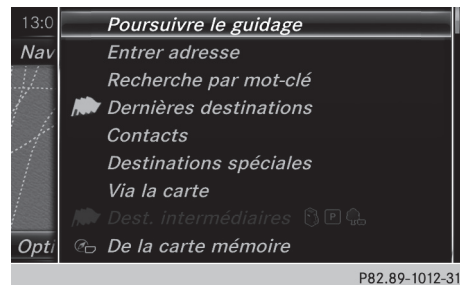 13:0
Poursuivre le guidage
Nav
Entrer adresse
Recherche par mot-clé
Dernières destinations
Contacts
Destinations spéciales
Via la carte
Dest. intermédiaires P
Opti
De la carte mémoire
P82.89-1012-31